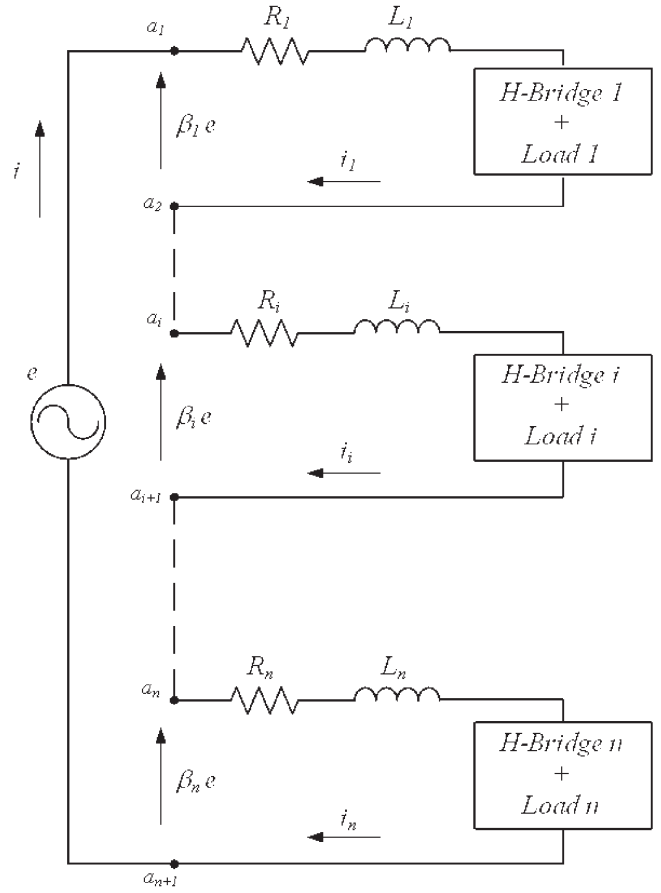 a₁
R₁
L₁
H-Bridge 1
+
Load 1
β₁ e
i
i₁
a₂
aᵢ
Rᵢ
Lᵢ
e
H-Bridge i
+
Load i
βᵢ e
iᵢ
aᵢ₊₁
aₙ
Rₙ
Lₙ
H-Bridge n
+
Load n
βₙ e
iₙ
aₙ₊₁